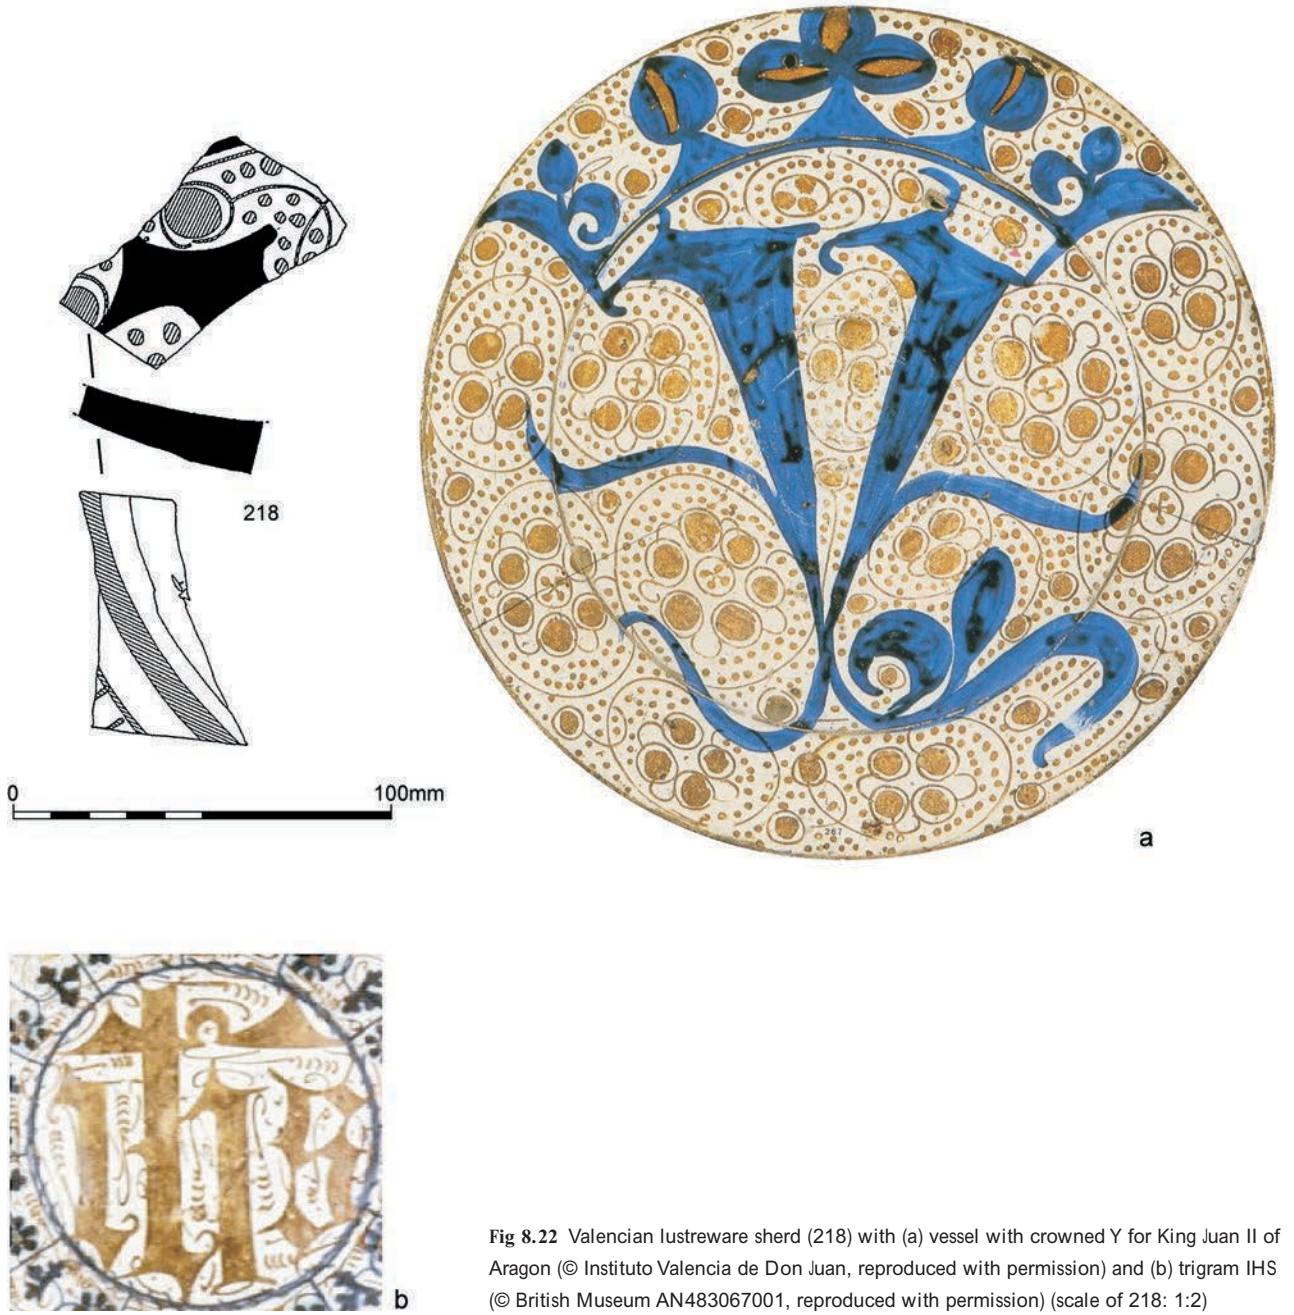 218
0 100mm
267
a
b
Fig 8.22 Valencian lustreware sherd (218) with (a) vessel with crowned Y for King Juan II of
Aragon (© Instituto Valencia de Don Juan, reproduced with permission) and (b) trigram IHS
(© British Museum AN483067001, reproduced with permission) (scale of 218: 1:2)